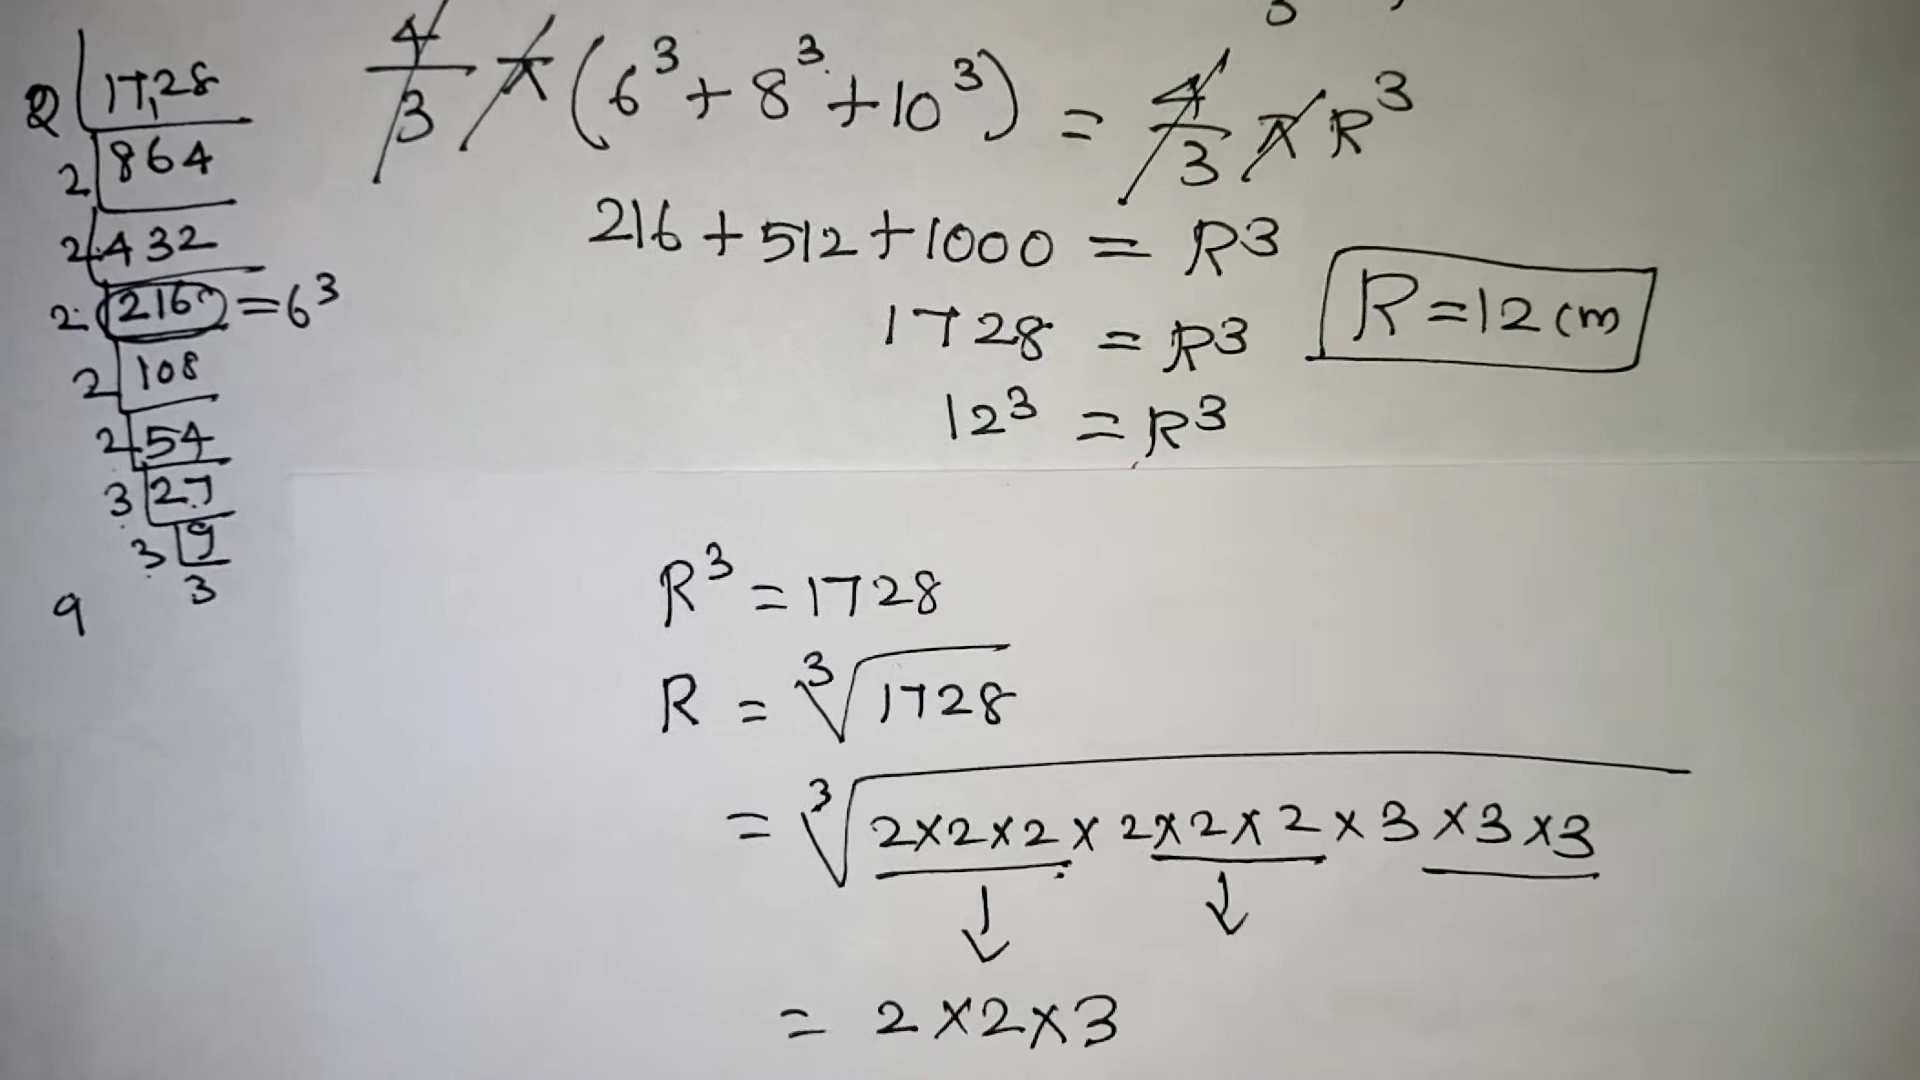 2 | 1728
2 | 864
2 | 432
2 | 216 = 6³
2 | 108
2 | 54
3 | 27
3 | 9
3
9
4/3 π (6³ + 8³ + 10³) = 4/3 π R³
216 + 512 + 1000 = R³
1728 = R³
12³ = R³
R = 12 cm
R³ = 1728
R = ³√1728
= ³√2×2×2×2×2×2×3×3×3
= 2×2×3